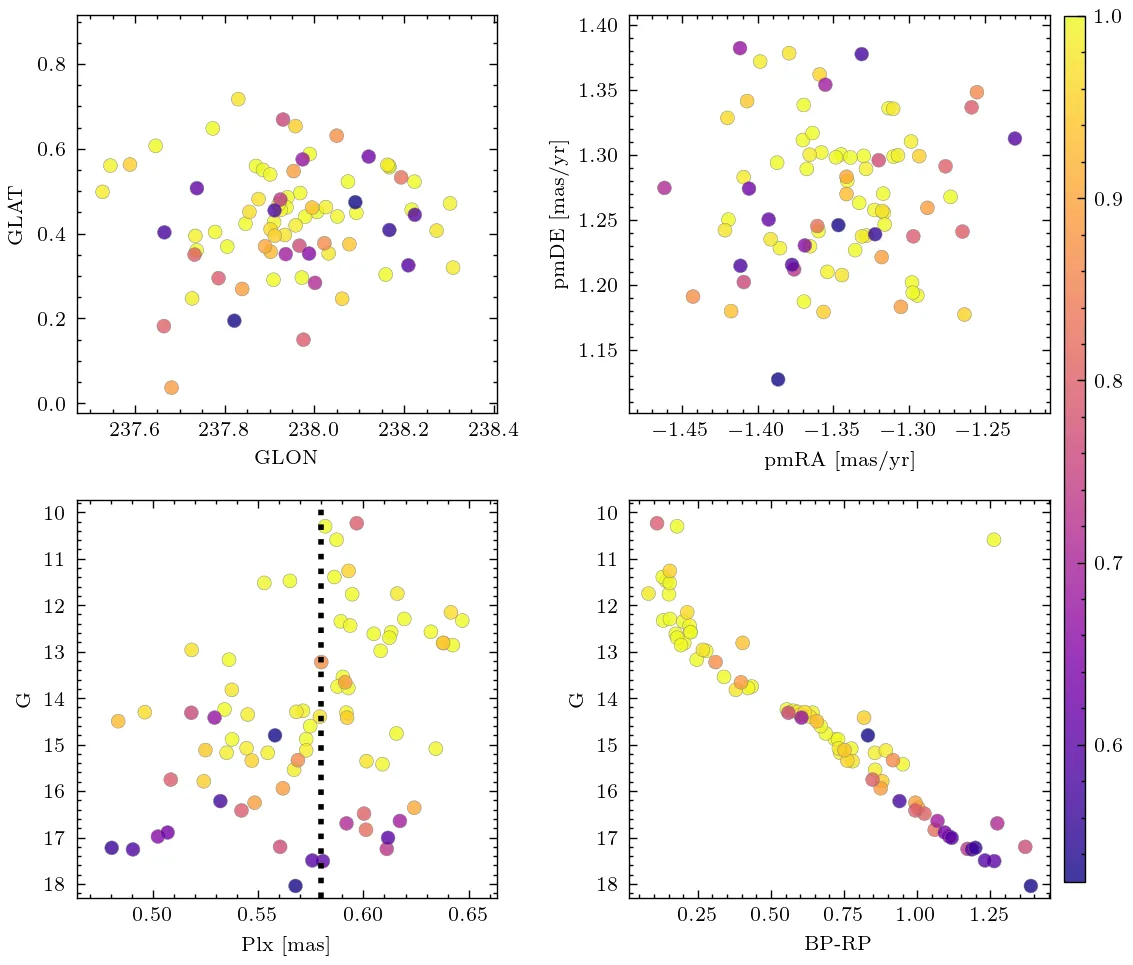 0.8
0.6
0.4
0.2
0.0
GLAT
237.6 237.8 238.0 238.2 238.4
GLON
1.40
1.35
1.30
1.25
1.20
1.15
pmDE [mas/yr]
−1.45 −1.40 −1.35 −1.30 −1.25
pmRA [mas/yr]
1.0
0.9
0.8
0.7
0.6
10
11
12
13
14
15
16
17
18
G
0.50 0.55 0.60 0.65
Plx [mas]
10
11
12
13
14
15
16
17
18
G
0.25 0.50 0.75 1.00 1.25
BP-RP